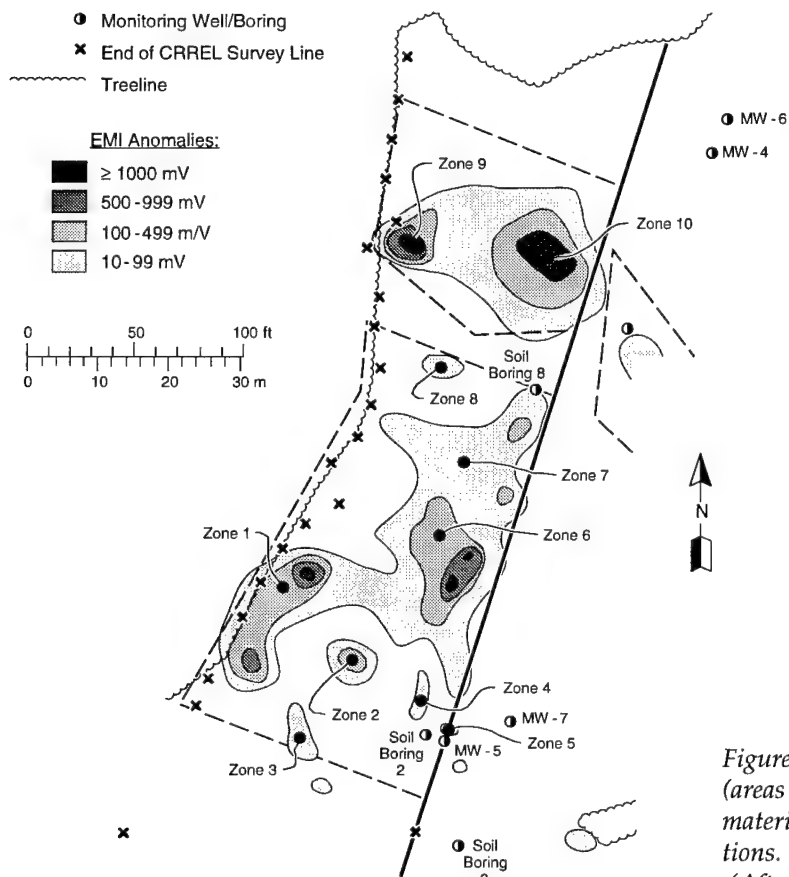 Monitoring Well/Boring
End of CRREL Survey Line
Treeline
EMI Anomalies:
≥ 1000 mV
500-999 mV
100-499 m/V
10-99 mV
0 50 100 ft
0 10 20 30 m
MW-6
MW-4
Zone 9
Zone 10
Soil
Boring 8
Zone 8
Zone 7
N
Zone 6
Zone 1
Zone 4
Zone 2
MW-7
Soil
Boring
2
Zone 5
MW-5
Zone 3
Soil
Boring
Figure
(areas
materi
tions.